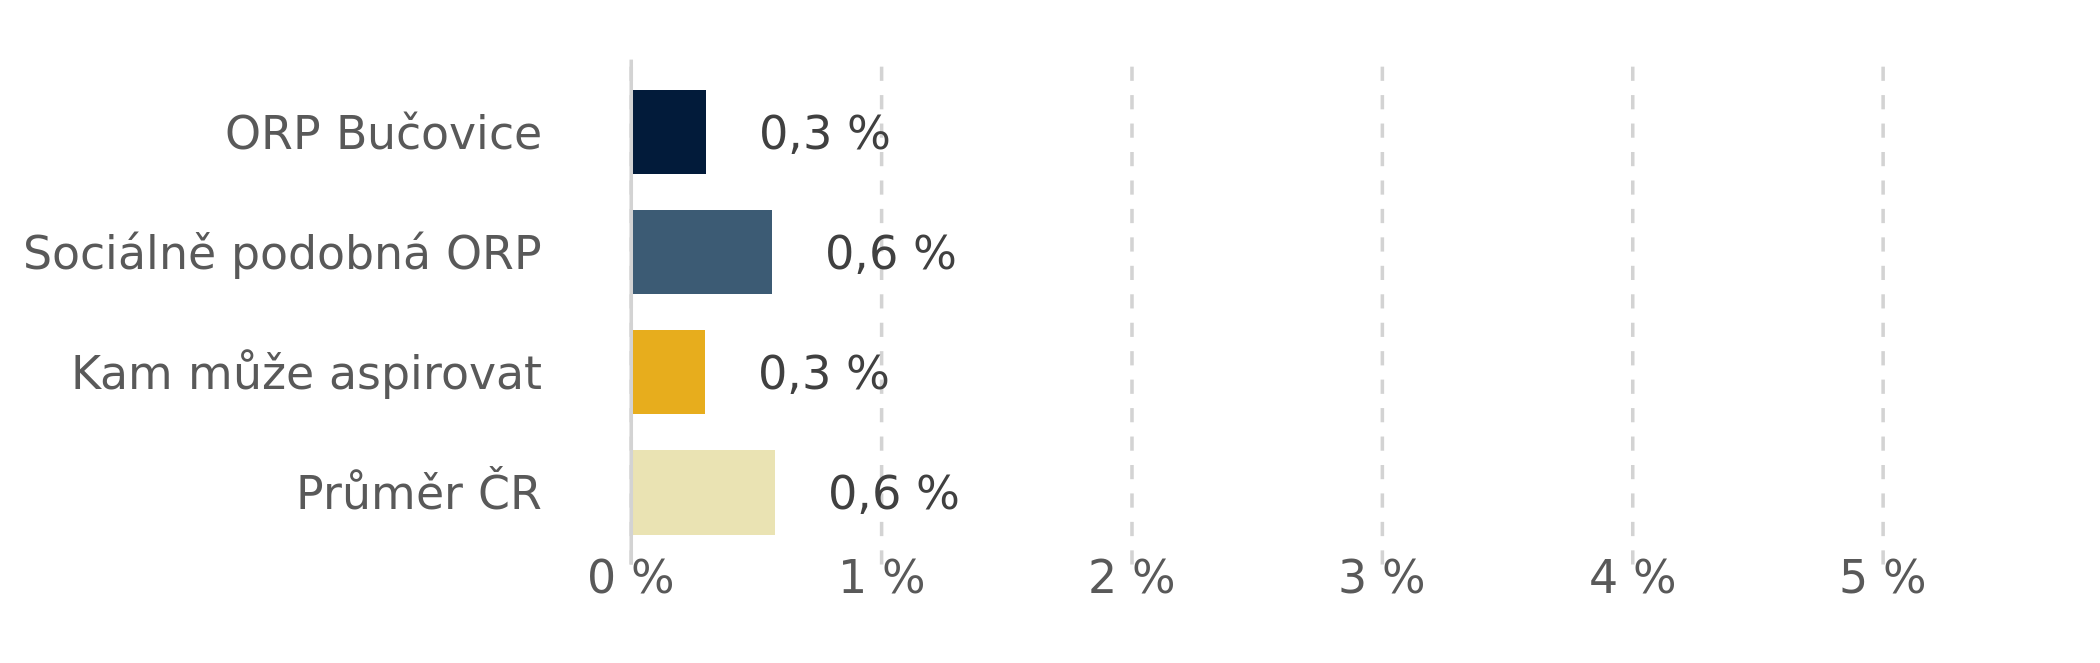 ORP Bučovice 0,3 %
Sociálně podobná ORP 0,6 %
Kam může aspirovat 0,3 %
Průměr ČR 0,6 %
0 % 1 % 2 % 3 % 4 % 5 %